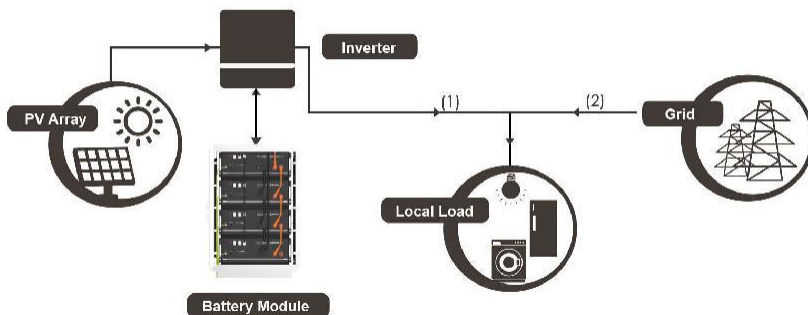 Inverter
PV Array
(1)
(2)
Grid
Local Load
Battery Module